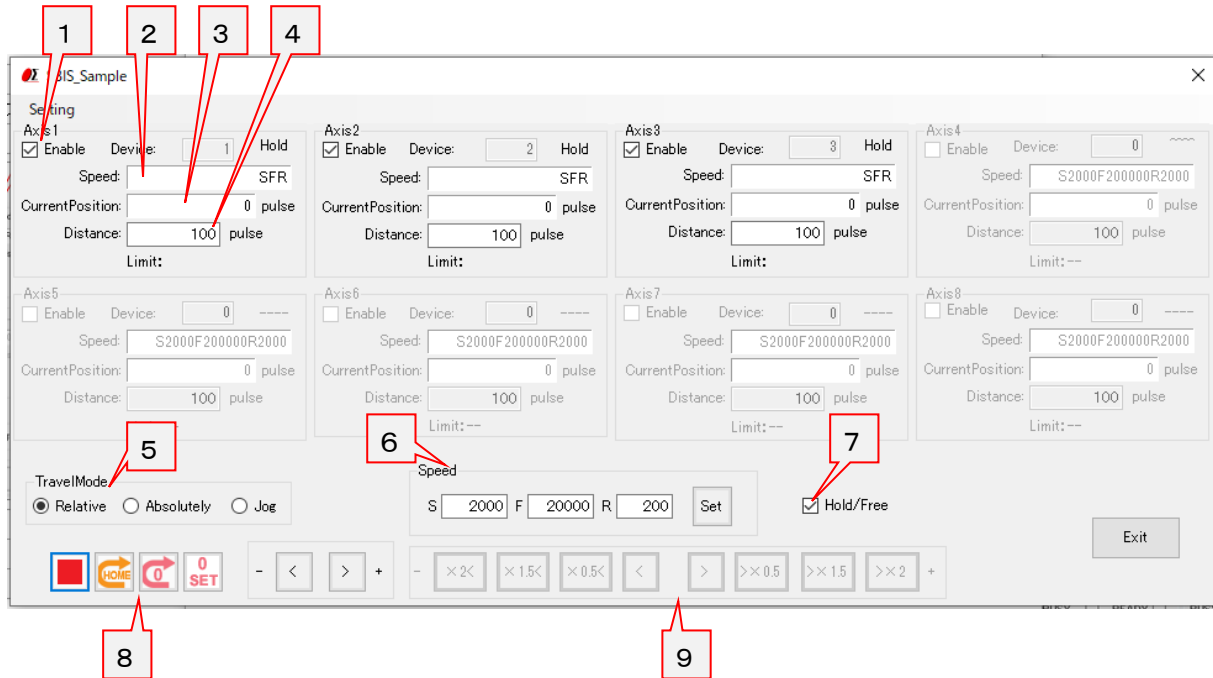 1 2 3 4
SBIS_Sample
Setting
Axis1
Enable Device: 1 Hold
Speed: SFR
CurrentPosition: 0 pulse
Distance: 100 pulse
Limit:
Axis2
Enable Device: 2 Hold
Speed: SFR
CurrentPosition: 0 pulse
Distance: 100 pulse
Limit:
Axis3
Enable Device: 3 Hold
Speed: SFR
CurrentPosition: 0 pulse
Distance: 100 pulse
Limit:
Axis4
Enable Device: 0 ----
Speed: S2000F200000R2000
CurrentPosition: 0 pulse
Distance: 100 pulse
Limit:--
Axis5
Enable Device: 0 ----
Speed: S2000F200000R2000
CurrentPosition: 0 pulse
Distance: 100 pulse
Axis6
Enable Device: 0 ----
Speed: S2000F200000R2000
CurrentPosition: 0 pulse
Distance: 100 pulse
Limit:--
Axis7
Enable Device: 0 ----
Speed: S2000F200000R2000
CurrentPosition: 0 pulse
Distance: 100 pulse
Limit:--
Axis8
Enable Device: 0 ----
Speed: S2000F200000R2000
CurrentPosition: 0 pulse
Distance: 100 pulse
Limit:--
5 6 7
TravelMode
Relative Absolutely Jog
Speed
S 2000 F 20000 R 200 Set
Hold/Free
Exit
HOME 0 0 SET
- < > +
- ×2< ×1.5< ×0.5< < > >×0.5 >×1.5 >×2 +
8 9